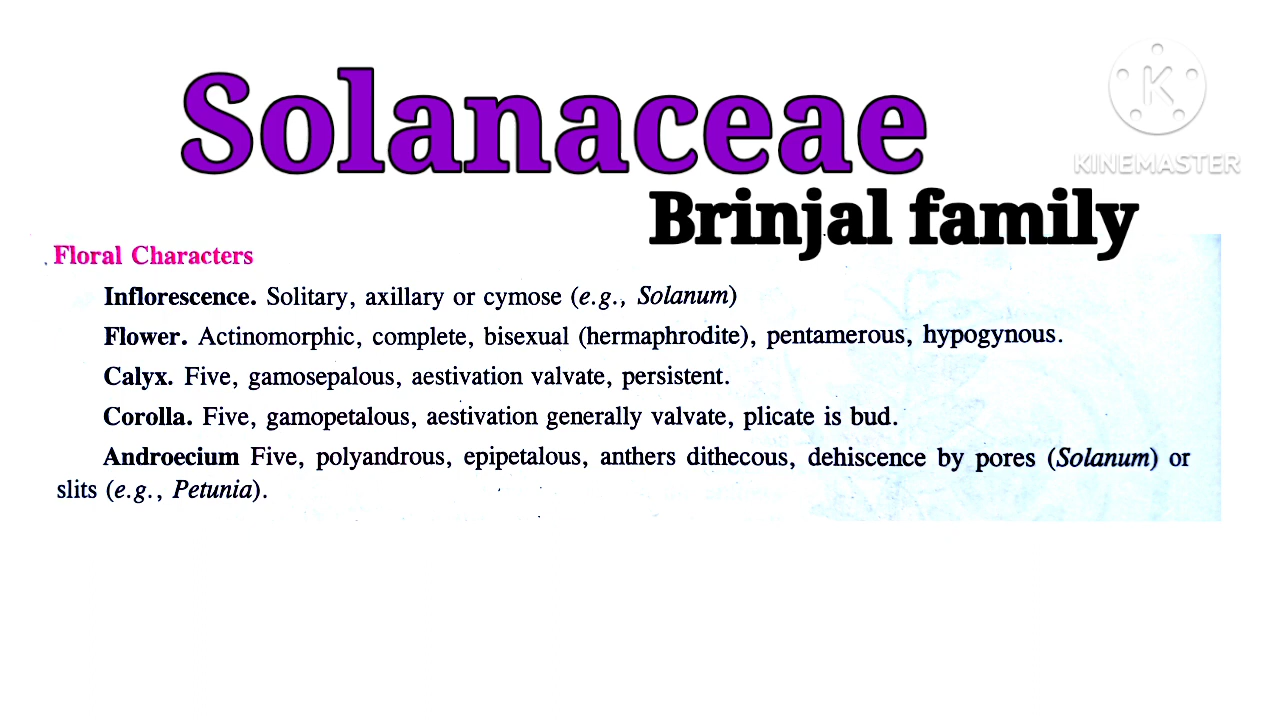 Solanaceae
KINEMASTER
Brinjal family
Floral Characters
Inflorescence. Solitary, axillary or cymose (e.g., Solanum)
Flower. Actinomorphic, complete, bisexual (hermaphrodite), pentamerous, hypogynous.
Calyx. Five, gamosepalous, aestivation valvate, persistent.
Corolla. Five, gamopetalous, aestivation generally valvate, plicate is bud.
Androecium Five, polyandrous, epipetalous, anthers dithecous, dehiscence by pores (Solanum) or
slits (e.g., Petunia).